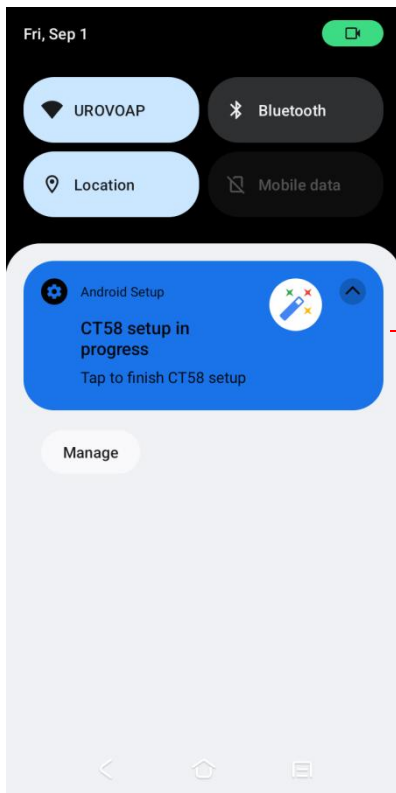 Fri, Sep 1
UROVOAP
Bluetooth
Location
Mobile data
Android Setup
CT58 setup in
progress
Tap to finish CT58 setup
Manage